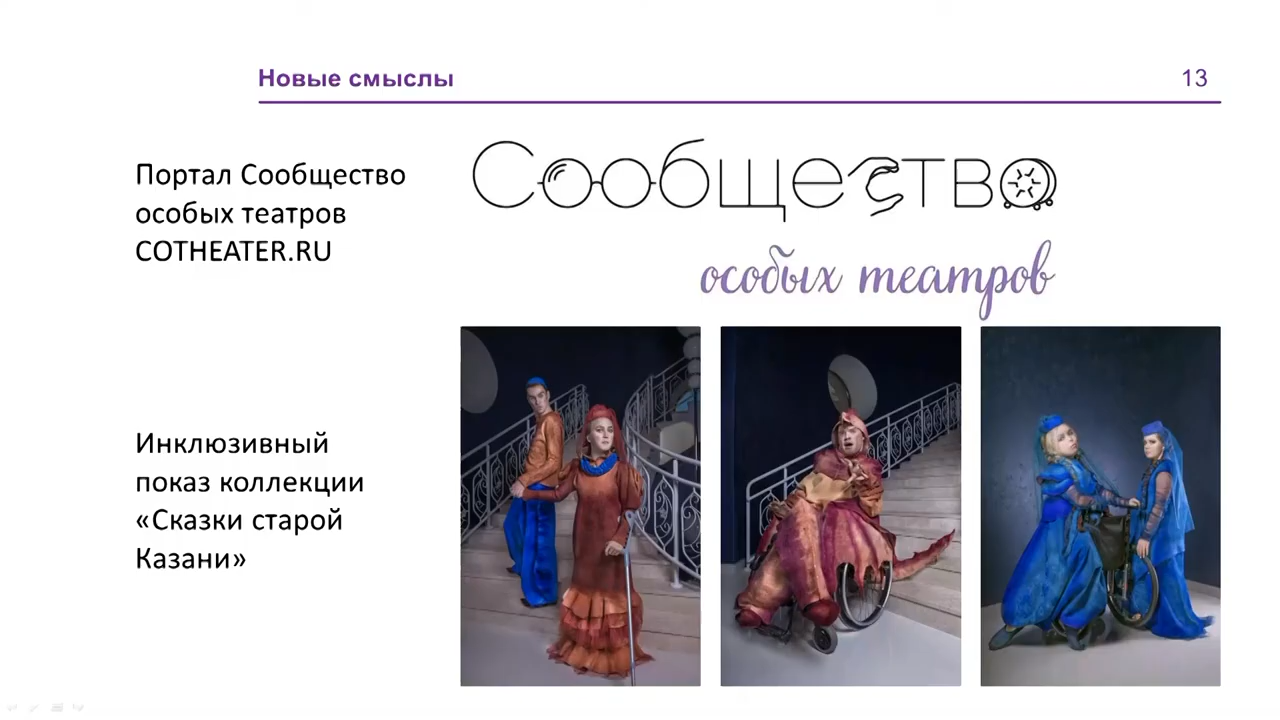 Новые смыслы
13
Портал Сообщество
особых театров
COTHEATER.RU
Сообщество
особых театров
Инклюзивный
показ коллекции
«Сказки старой
Казани»